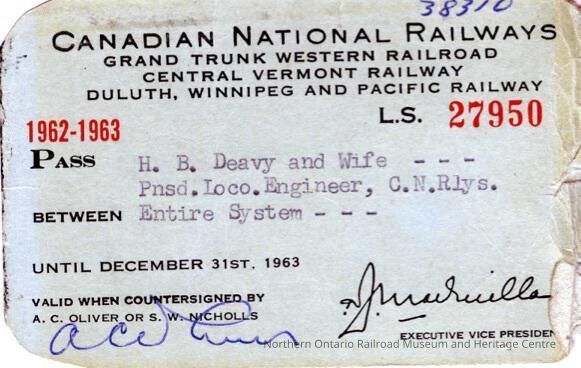 38310
CANADIAN NATIONAL RAILWAYS
GRAND TRUNK WESTERN RAILROAD
CENTRAL VERMONT RAILWAY
DULUTH, WINNIPEG AND PACIFIC RAILWAY
L.S. 27950
1962-1963
PASS H. B. Deavy and Wife - - -
Pnsd.Loco.Engineer, C.N.Rlys.
BETWEEN Entire System - - -
UNTIL DECEMBER 31ST, 1963
VALID WHEN COUNTERSIGNED BY
A. C. OLIVER OR S. W. NICHOLLS
EXECUTIVE VICE PRESIDEN
Northern Ontario Railroad Museum and Heritage Centre